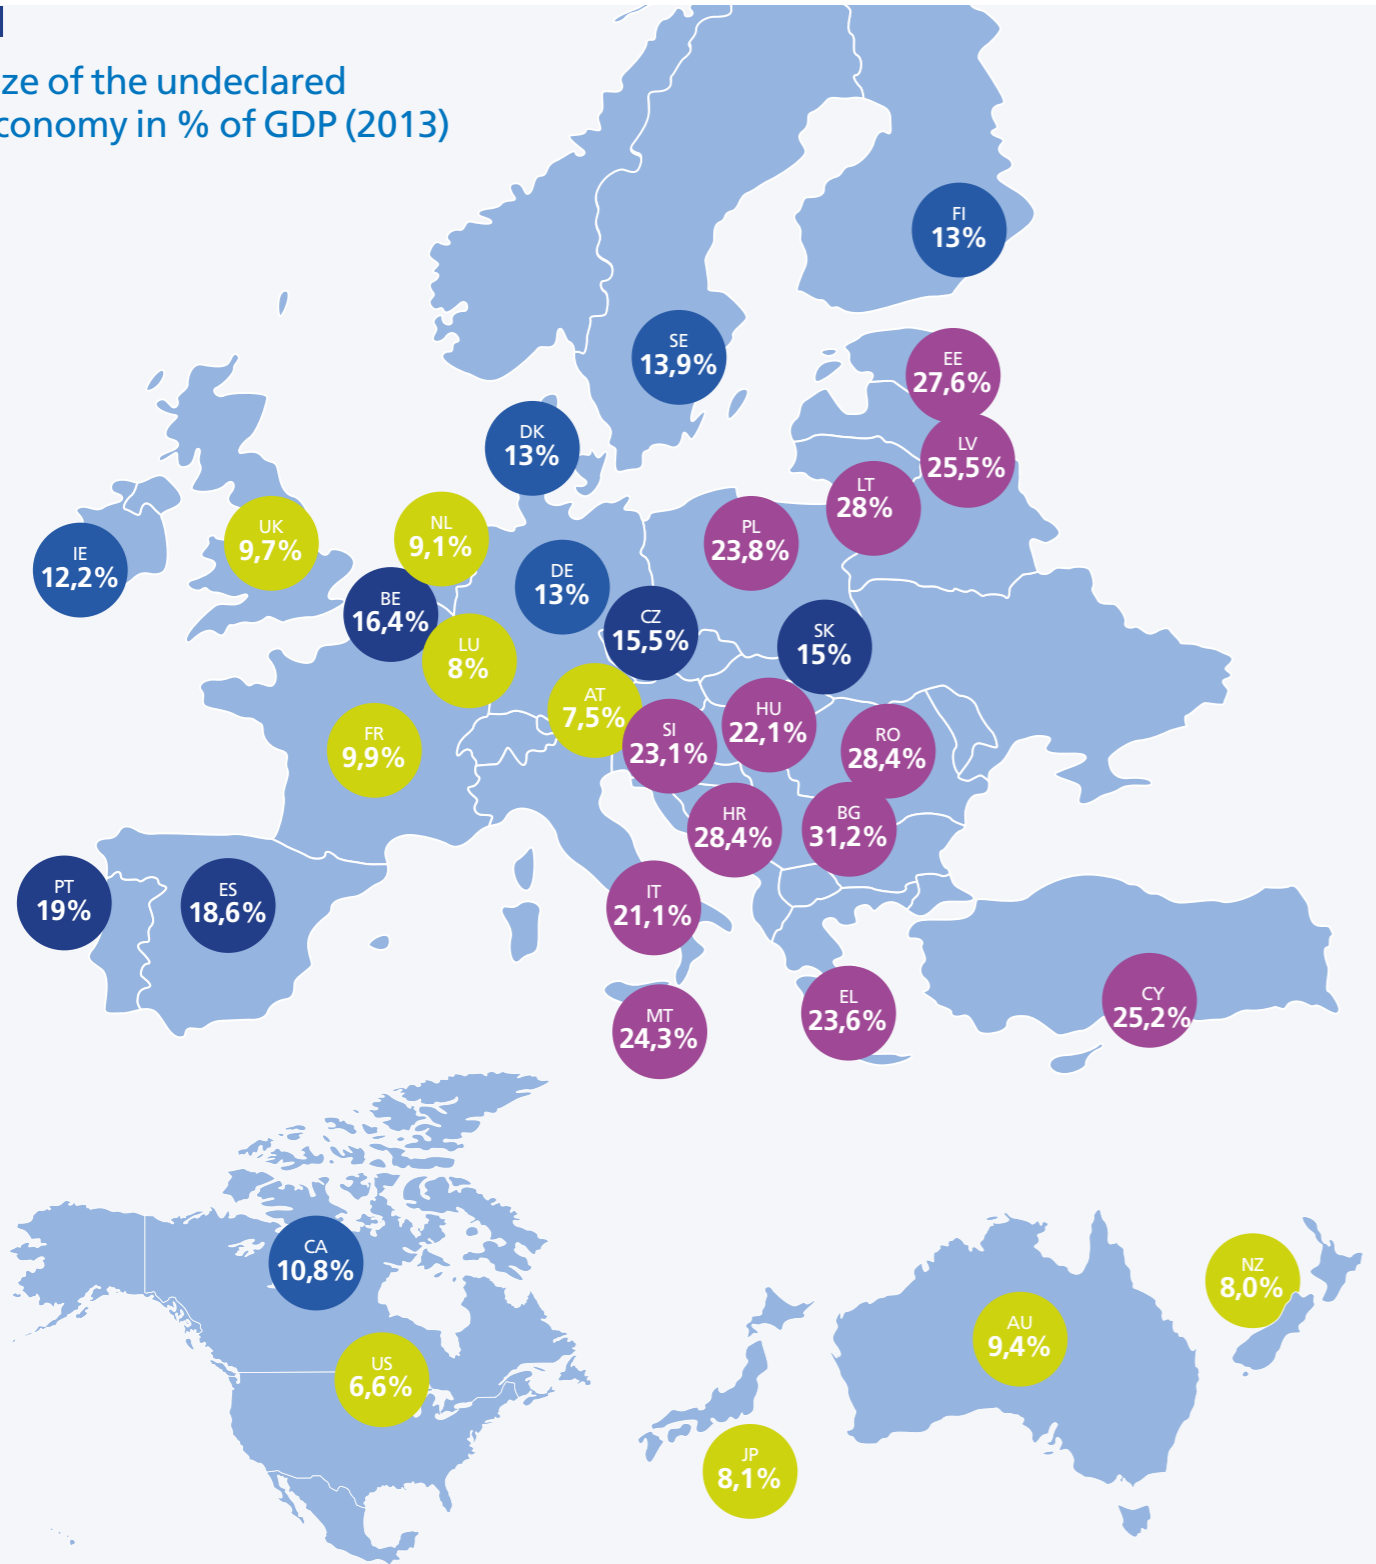 ze of the undeclared
conomy in % of GDP (2013)
FI
13%
SE
13,9%
EE
27,6%
DK
13%
LV
25,5%
LT
28%
UK
9,7%
NL
9,1%
PL
23,8%
IE
12,2%
DE
13%
BE
16,4%
CZ
15,5%
SK
15%
LU
8%
AT
7,5%
HU
22,1%
SI
23,1%
FR
9,9%
RO
28,4%
HR
28,4%
BG
31,2%
PT
19%
ES
18,6%
IT
21,1%
CY
25,2%
EL
23,6%
MT
24,3%
CA
10,8%
NZ
8,0%
AU
9,4%
US
6,6%
JP
8,1%